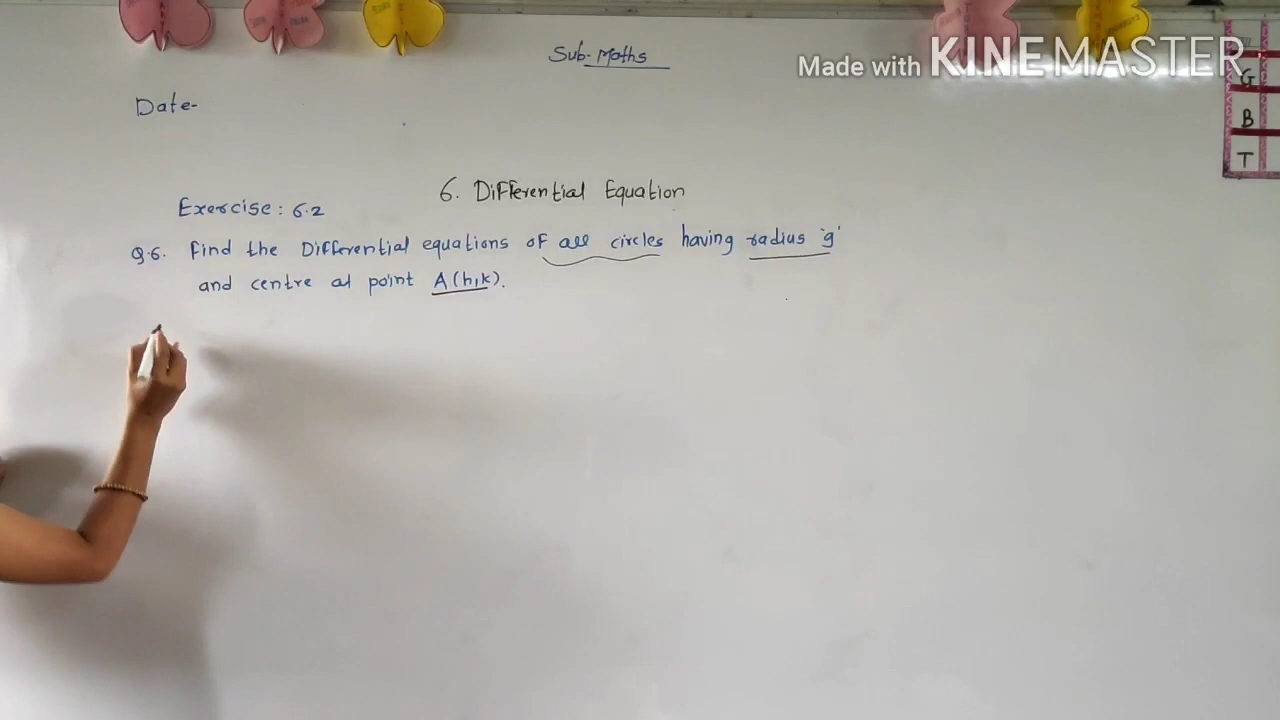 Sub- Maths
Made with KINEMASTER
Date-
G
B
T
6. Differential Equation
Exercise: 6.2
Q.6. Find the Differential equations of all circles having radius '9'
and centre at point A(h,k).